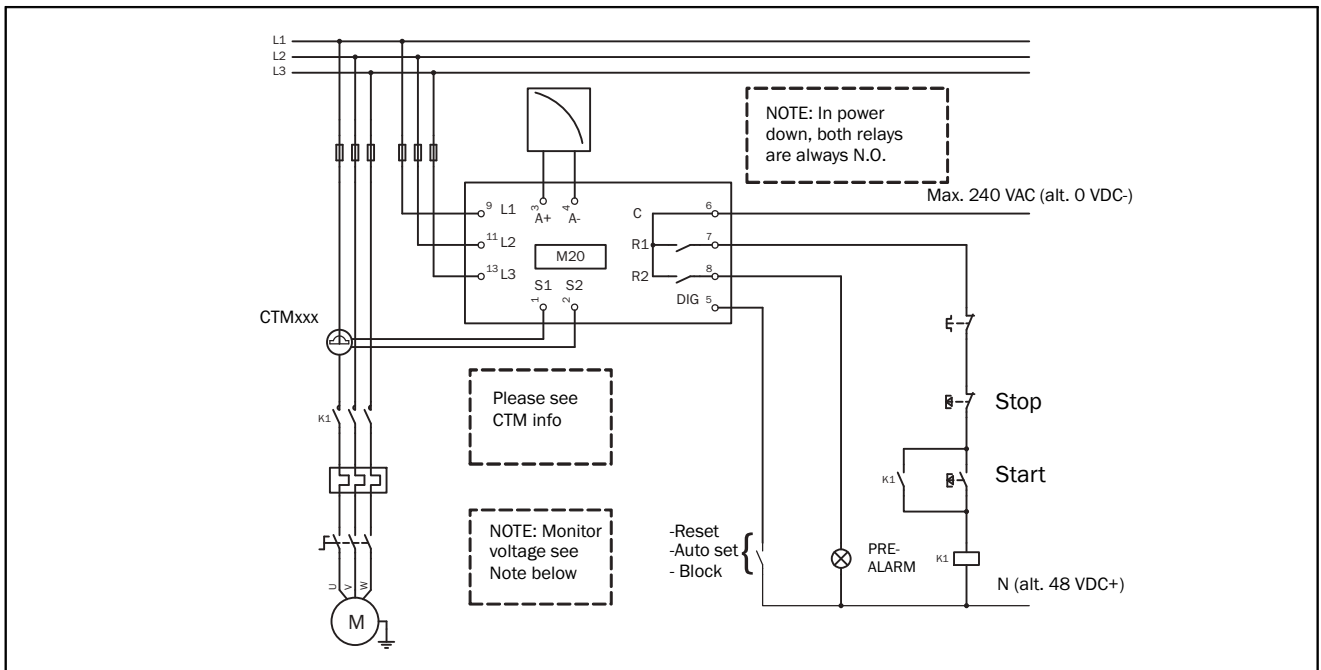 L1
L2
L3
NOTE: In power
down, both relays
are always N.O.
Max. 240 VAC (alt. 0 VDC-)
9 L1
3 A+
4 A-
C 6
11 L2
M20
R1 7
13 L3
R2 8
S1 S2
1 2
DIG 5
CTMxxx
Please see
CTM info
Stop
K1
K1
Start
NOTE: Monitor
voltage see
Note below
-Reset
-Auto set
- Block
PRE-
ALARM
K1
N (alt. 48 VDC+)
U V W
M